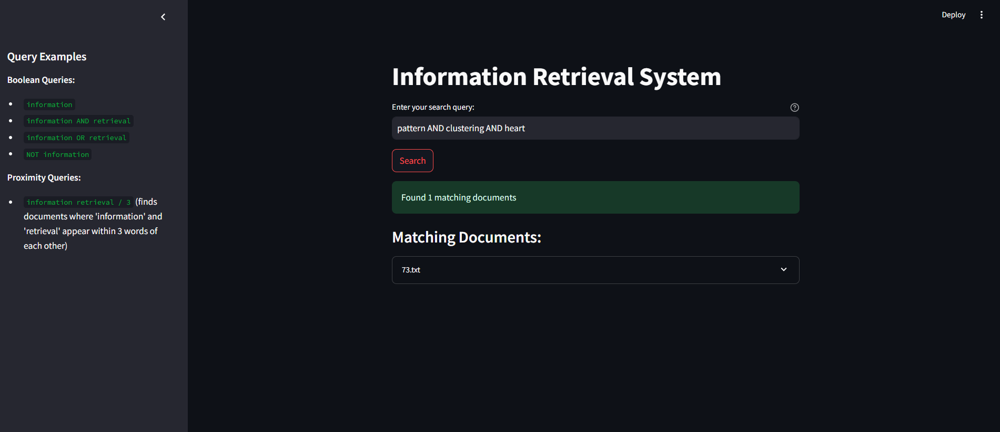 Deploy
Query Examples
Boolean Queries:
information
information AND retrieval
information OR retrieval
NOT information
Proximity Queries:
information retrieval / 3 (finds
documents where 'information' and
'retrieval' appear within 3 words of
each other)
Information Retrieval System
Enter your search query:
pattern AND clustering AND heart
Search
Found 1 matching documents
Matching Documents:
73.txt